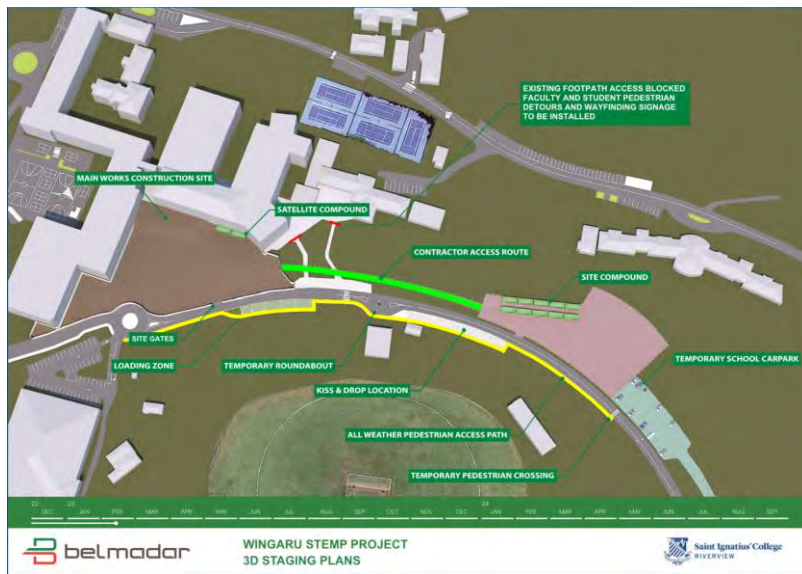 EXISTING FOOTPATH ACCESS BLOCKED
FACULTY AND STUDENT PEDESTRIAN
DETOURS AND WAYFINDING SIGNAGE
TO BE INSTALLED
MAIN WORKS CONSTRUCTION SITE
SATELLITE COMPOUND
CONTRACTOR ACCESS ROUTE
SITE COMPOUND
SITE GATES
LOADING ZONE
TEMPORARY ROUNDABOUT
TEMPORARY SCHOOL CARPARK
KISS & DROP LOCATION
ALL WEATHER PEDESTRIAN ACCESS PATH
TEMPORARY PEDESTRIAN CROSSING
22 23 24
DEC JAN FEB MAR APR MAY JUN JUL AUG SEP OCT NOV DEC JAN FEB MAR APR MAY JUN JUL AUG SEP
belmadar
WINGARU STEMP PROJECT
3D STAGING PLANS
Saint Ignatius' College
RIVERVIEW